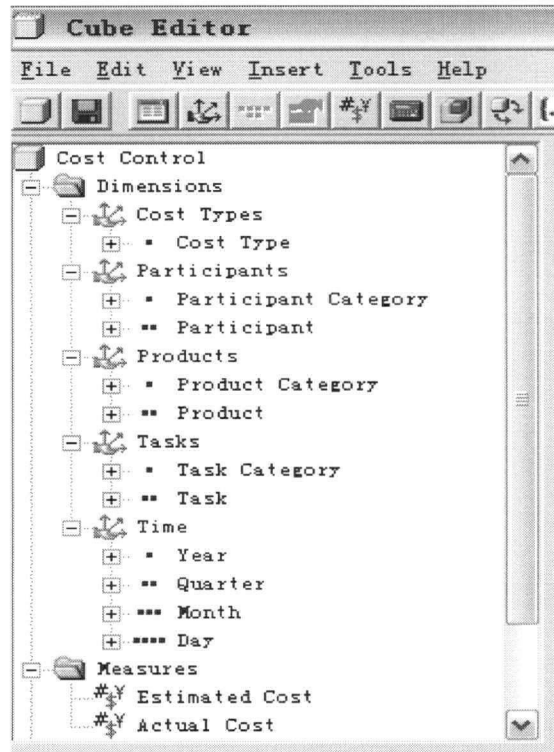 Cube Editor
File Edit View Insert Tools Help
Cost Control
Dimensions
Cost Types
Cost Type
Participants
Participant Category
Participant
Products
Product Category
Product
Tasks
Task Category
Task
Time
Year
Quarter
Month
Day
Measures
Estimated Cost
Actual Cost